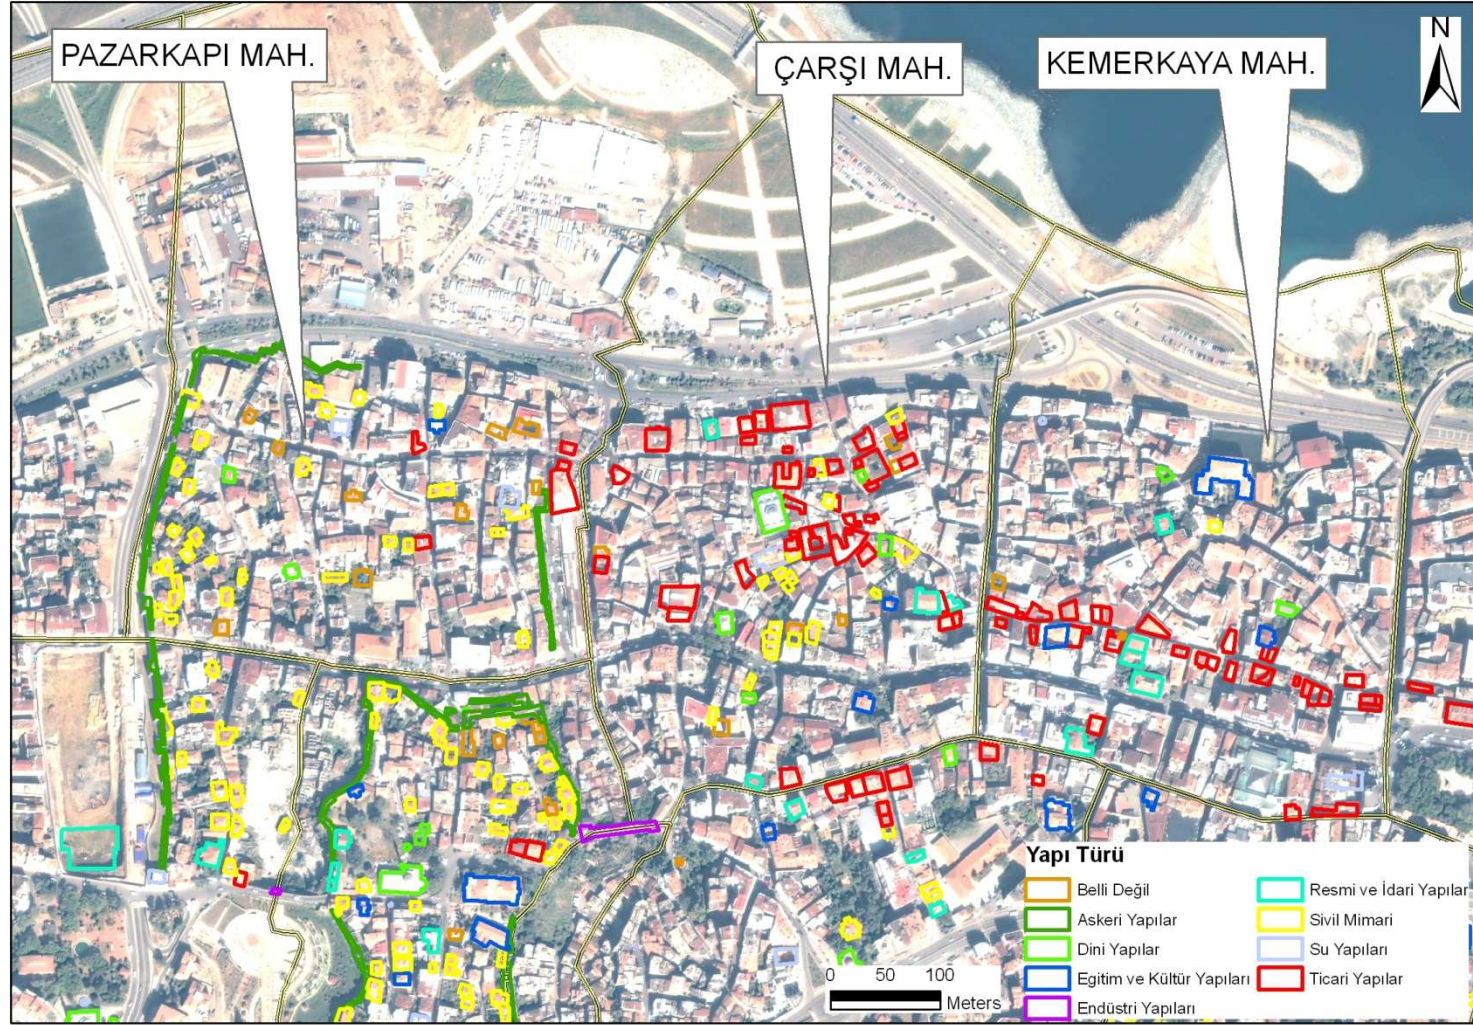 PAZARKAPI MAH.
ÇARŞI MAH.
KEMERKAYA MAH.
N
Yapı Türü
Belli Değil
Askeri Yapılar
Dini Yapılar
Egitim ve Kültür Yapıları
Endüstri Yapıları
Resmi ve İdari Yapılar
Sivil Mimari
Su Yapıları
Ticari Yapılar
0 50 100
Meters